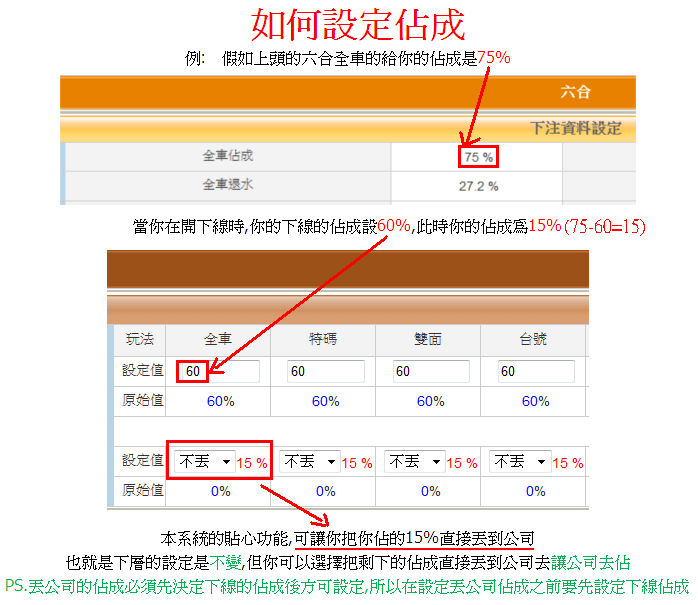 如何設定佔成
例: 假如上頭的六合全車的給你的佔成是75%
六合
下注資料設定
全車佔成 75 %
全車退水 27.2 %
當你在開下線時,你的下線的佔成設60%,此時你的佔成為15%(75-60=15)
玩法 全車 特碼 雙面 台號
設定值 60 60 60 60
原始值 60% 60% 60% 60%
設定值 不丟 15 % 不丟 15 % 不丟 15 % 不丟 15 %
原始值 0% 0% 0% 0%
本系統的貼心功能,可讓你把你佔的15%直接丟到公司
也就是下層的設定是不變,但你可以選擇把剩下的佔成直接丟到公司去讓公司去佔
PS.丟公司的佔成必須先決定下線的佔成後方可設定,所以在設定丟公司佔成之前要先設定下線佔成